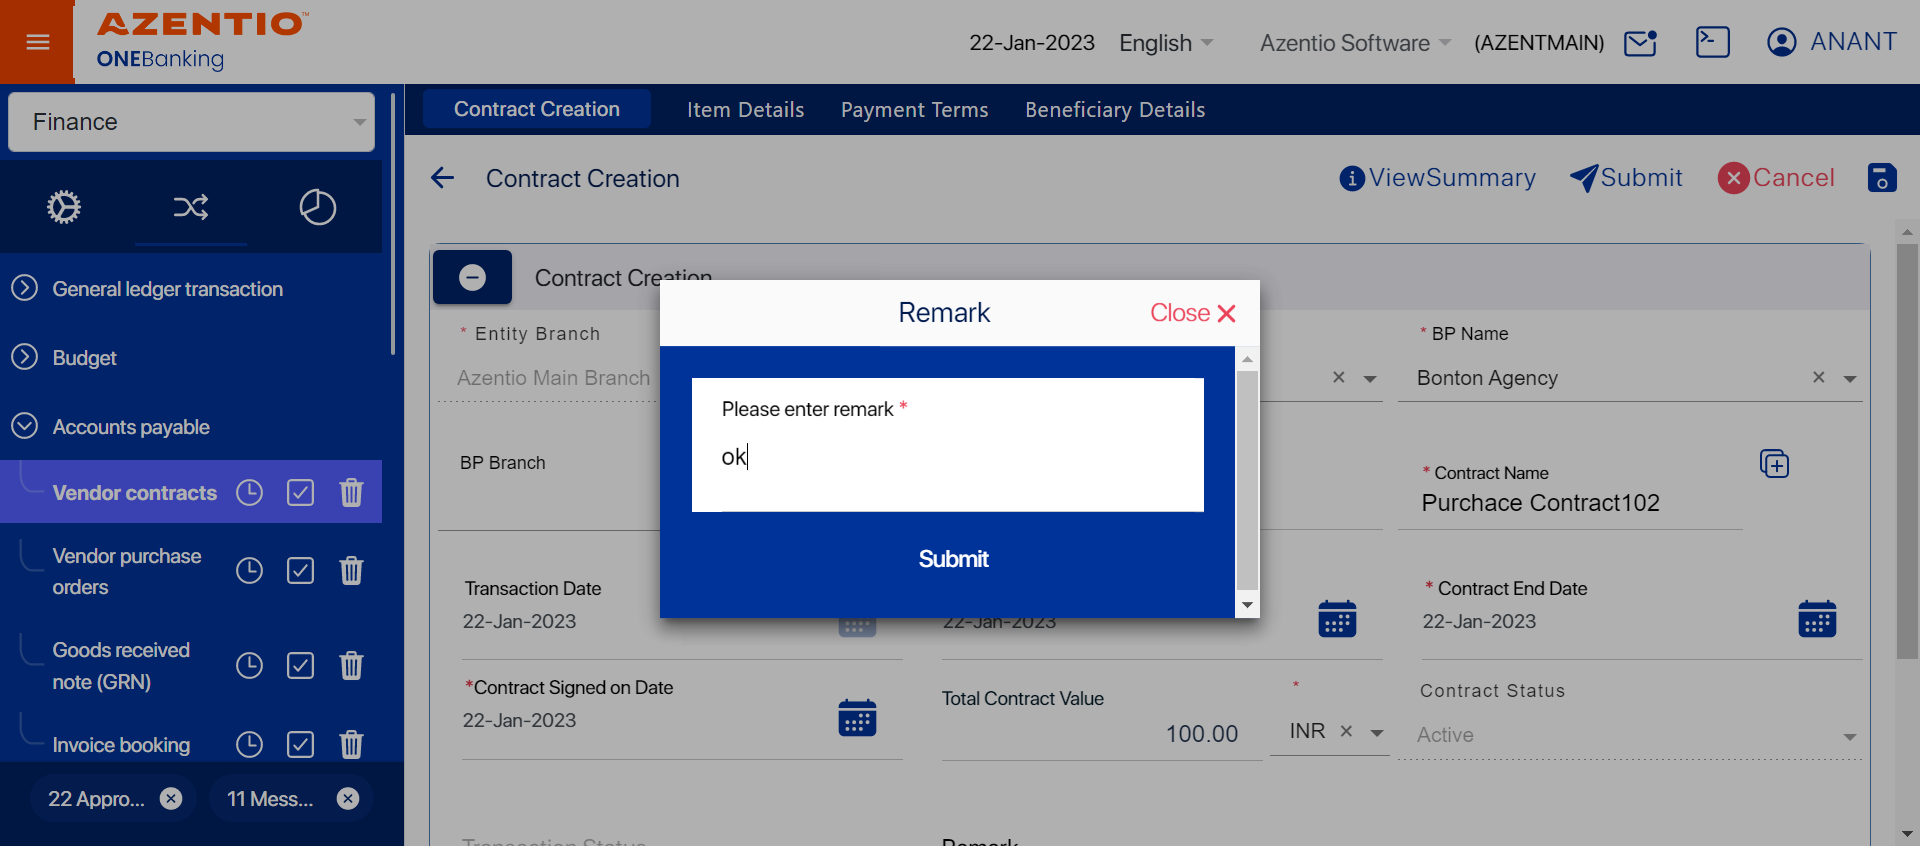 AZENTIO™
ONEBanking
22-Jan-2023 English Azentio Software (AZENTMAIN) ANANT
Finance
Contract Creation Item Details Payment Terms Beneficiary Details
Contract Creation ViewSummary Submit Cancel
General ledger transaction
Budget
Accounts payable
Vendor contracts
Vendor purchase
orders
Goods received
note (GRN)
Invoice booking
22 Appro...
11 Mess...
Contract Creation
* Entity Branch
Azentio Main Branch
* BP Name
Bonton Agency
BP Branch
* Contract Name
Purchace Contract102
Remark
Close
Please enter remark *
ok
Submit
Transaction Date
22-Jan-2023
22-Jan-2023
* Contract End Date
22-Jan-2023
*Contract Signed on Date
22-Jan-2023
Total Contract Value
100.00
*
INR
Contract Status
Active
Transaction Status
Remark